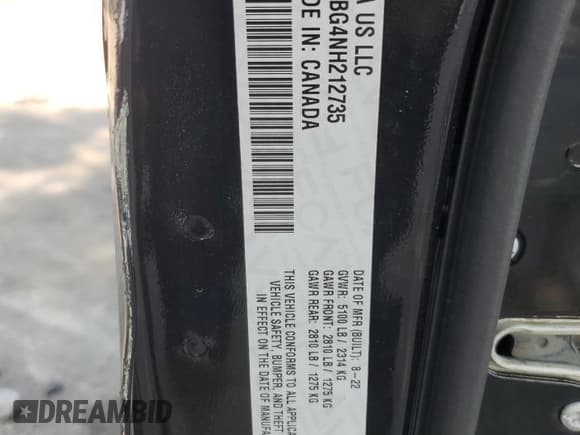 A US LLC
BG4NH212735
DE IN: CANADA
DATE OF MFR (BUILT): 8-22
GVWR: 5100 LB / 2314 KG
GAWR FRONT: 2810 LB / 1275 KG
GAWR REAR: 2810 LB / 1275 KG
THIS VEHICLE CONFORMS TO ALL APPLICA
VEHICLE SAFETY, BUMPER, AND THEFT
IN EFFECT ON THE DATE OF MANUFA
DREAMBID